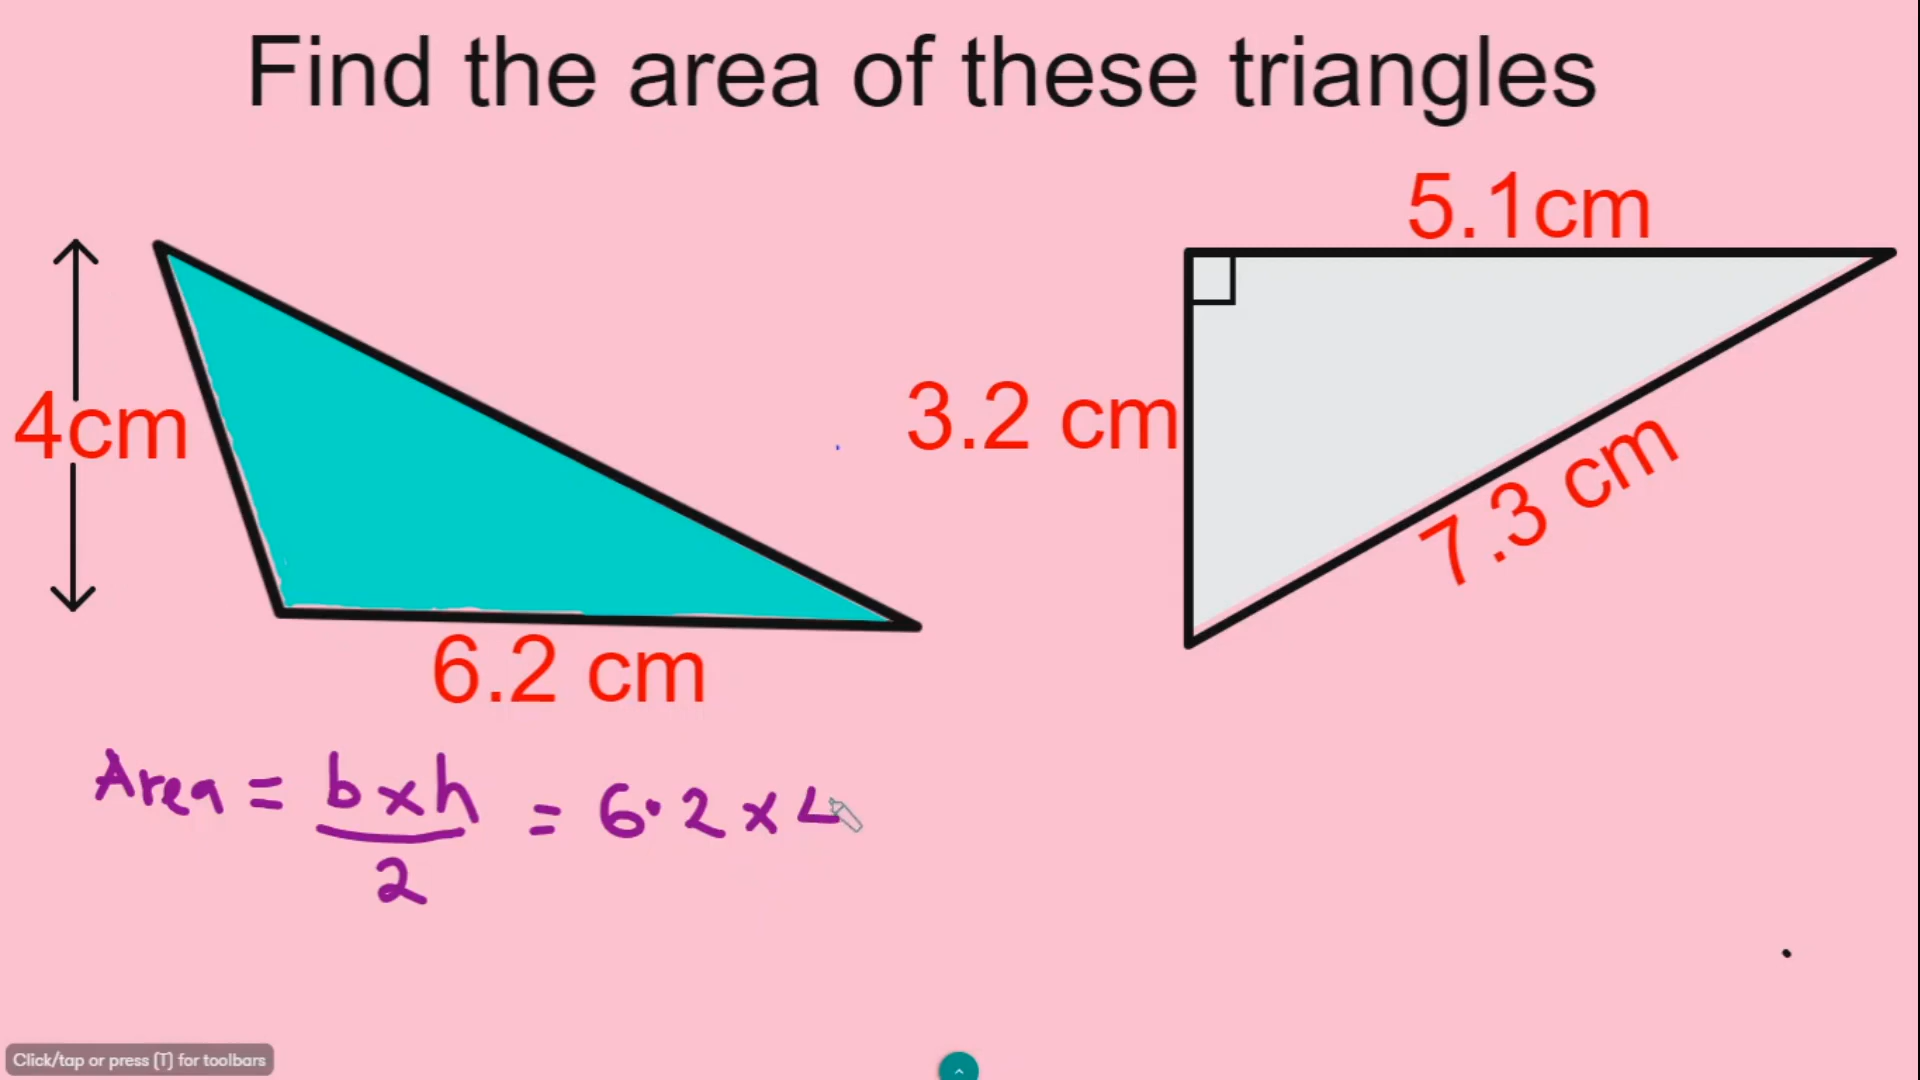 Find the area of these triangles
5.1cm
4cm
3.2 cm
7.3 cm
6.2 cm
Area = b x h = 6.2 x 4
2
Click/tap or press (T) for toolbars